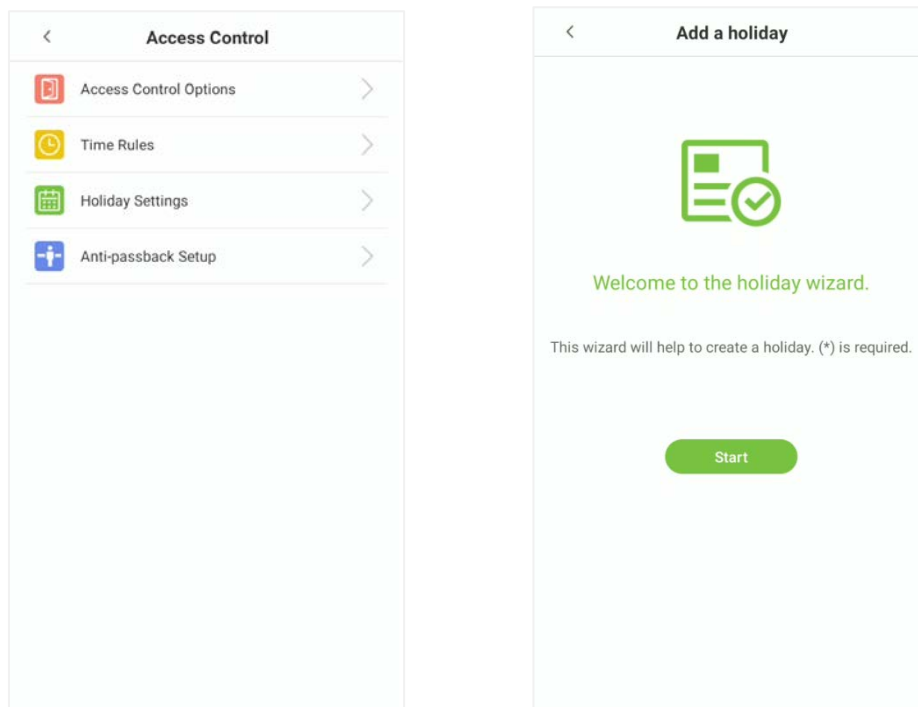 Access Control
Access Control Options
Time Rules
Holiday Settings
Anti-passback Setup
Add a holiday
Welcome to the holiday wizard.
This wizard will help to create a holiday. (*) is required.
Start